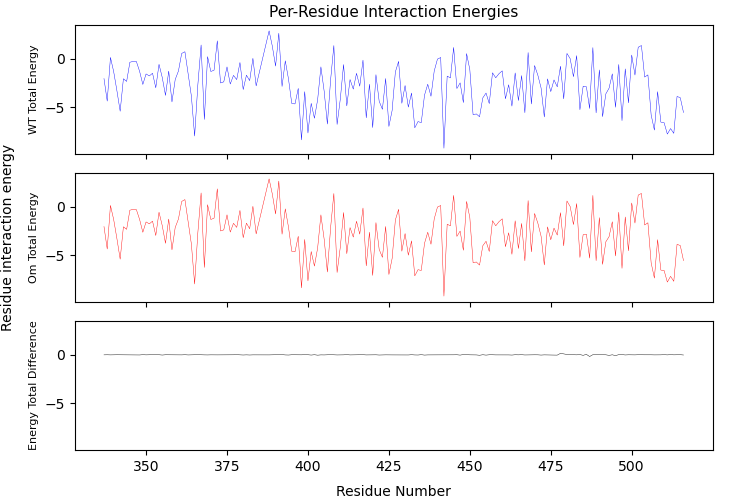 Per-Residue Interaction Energies
Residue interaction energy
WT Total Energy
0
−5
Om Total Energy
0
−5
Energy Total Difference
0
−5
350 375 400 425 450 475 500
Residue Number